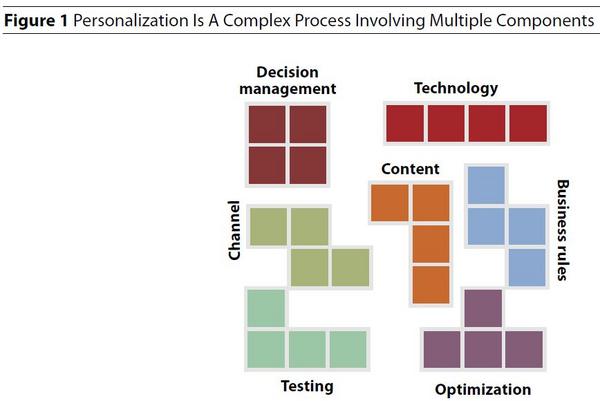 Figure 1 Personalization Is A Complex Process Involving Multiple Components
Decision
management
Technology
Content
Channel
Business rules
Testing
Optimization